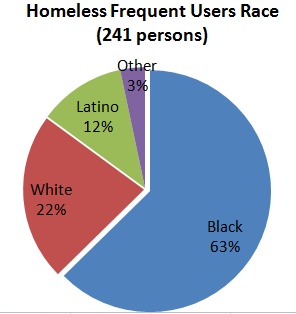 Homeless Frequent Users Race
(241 persons)
Other
3%
Latino
12%
White
22%
Black
63%